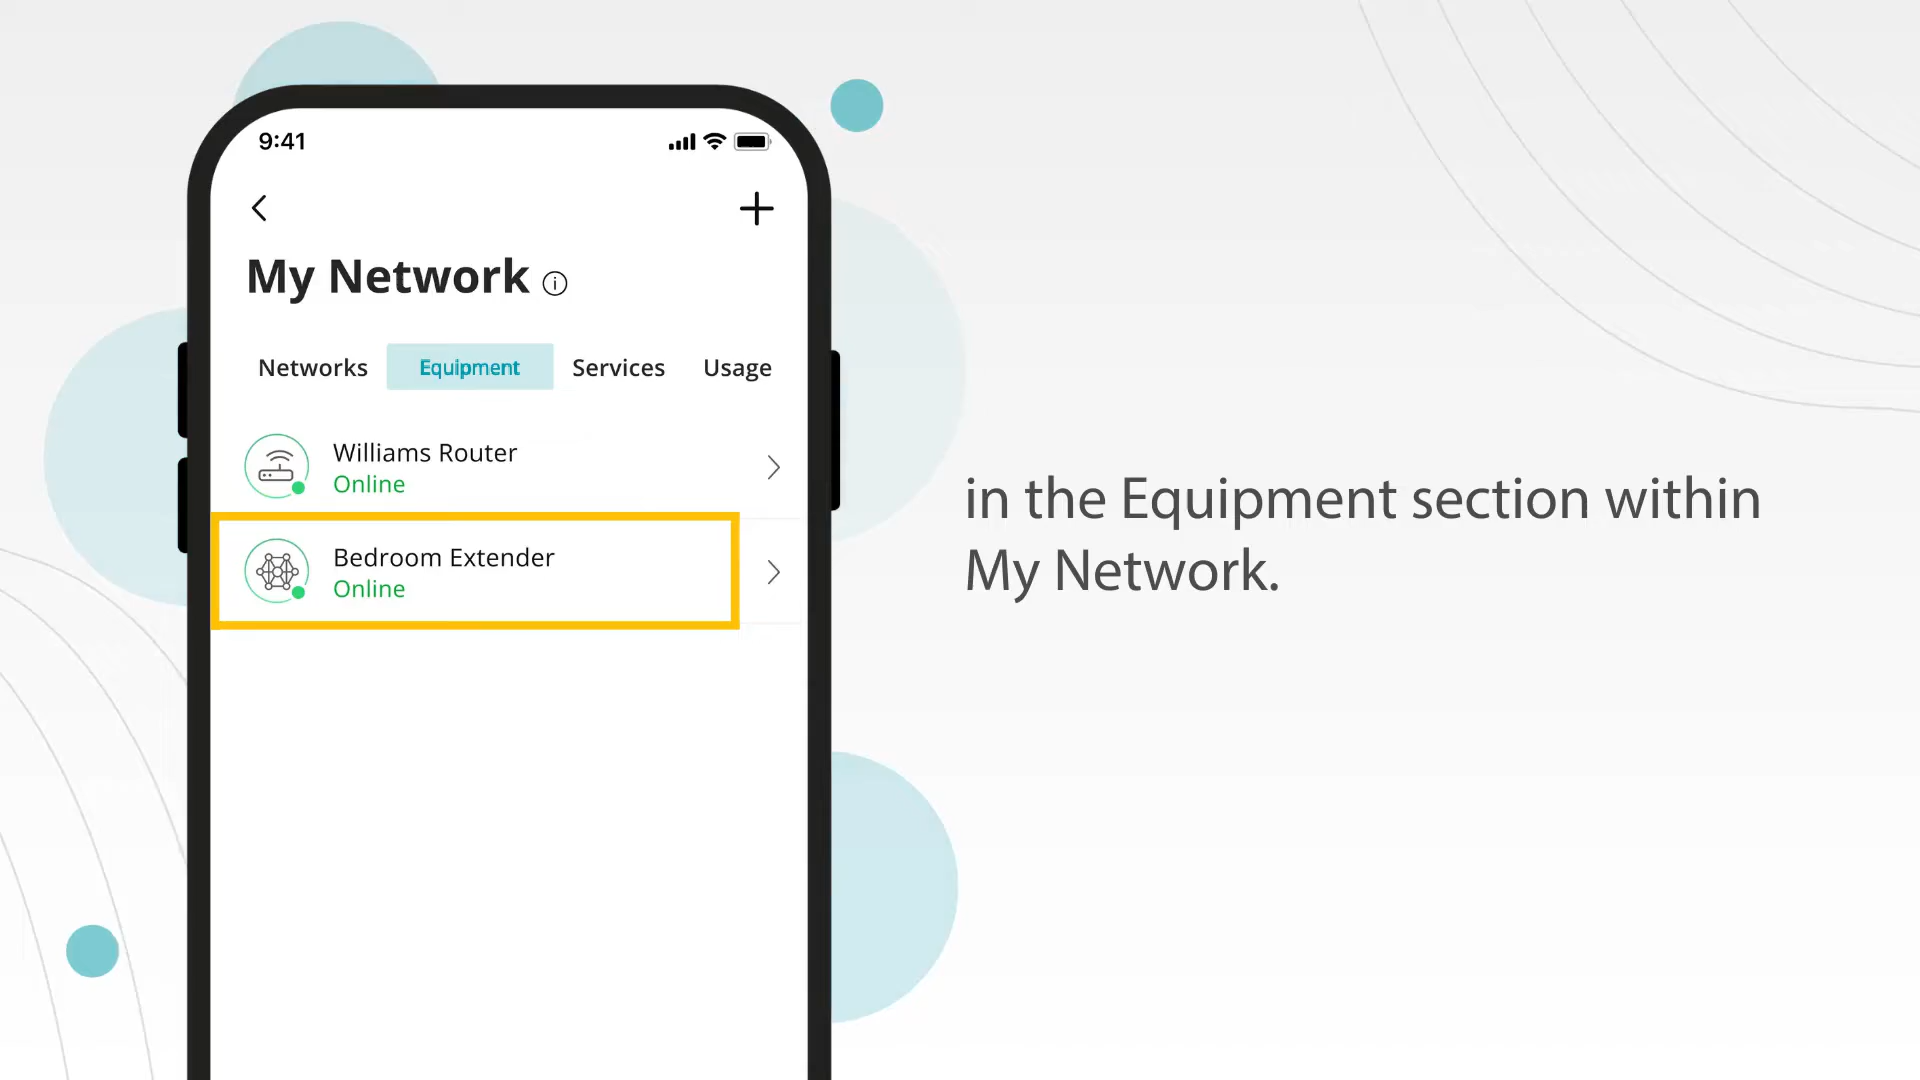 9:41
My Network
Networks Equipment Services Usage
Williams Router
Online
Bedroom Extender
Online
in the Equipment section within
My Network.